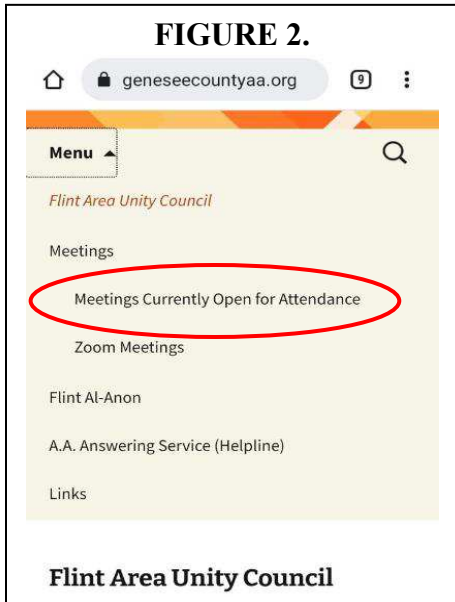 FIGURE 2.
geneseecountyaa.org 9
Menu
Flint Area Unity Council
Meetings
Meetings Currently Open for Attendance
Zoom Meetings
Flint Al-Anon
A.A. Answering Service (Helpline)
Links
Flint Area Unity Council